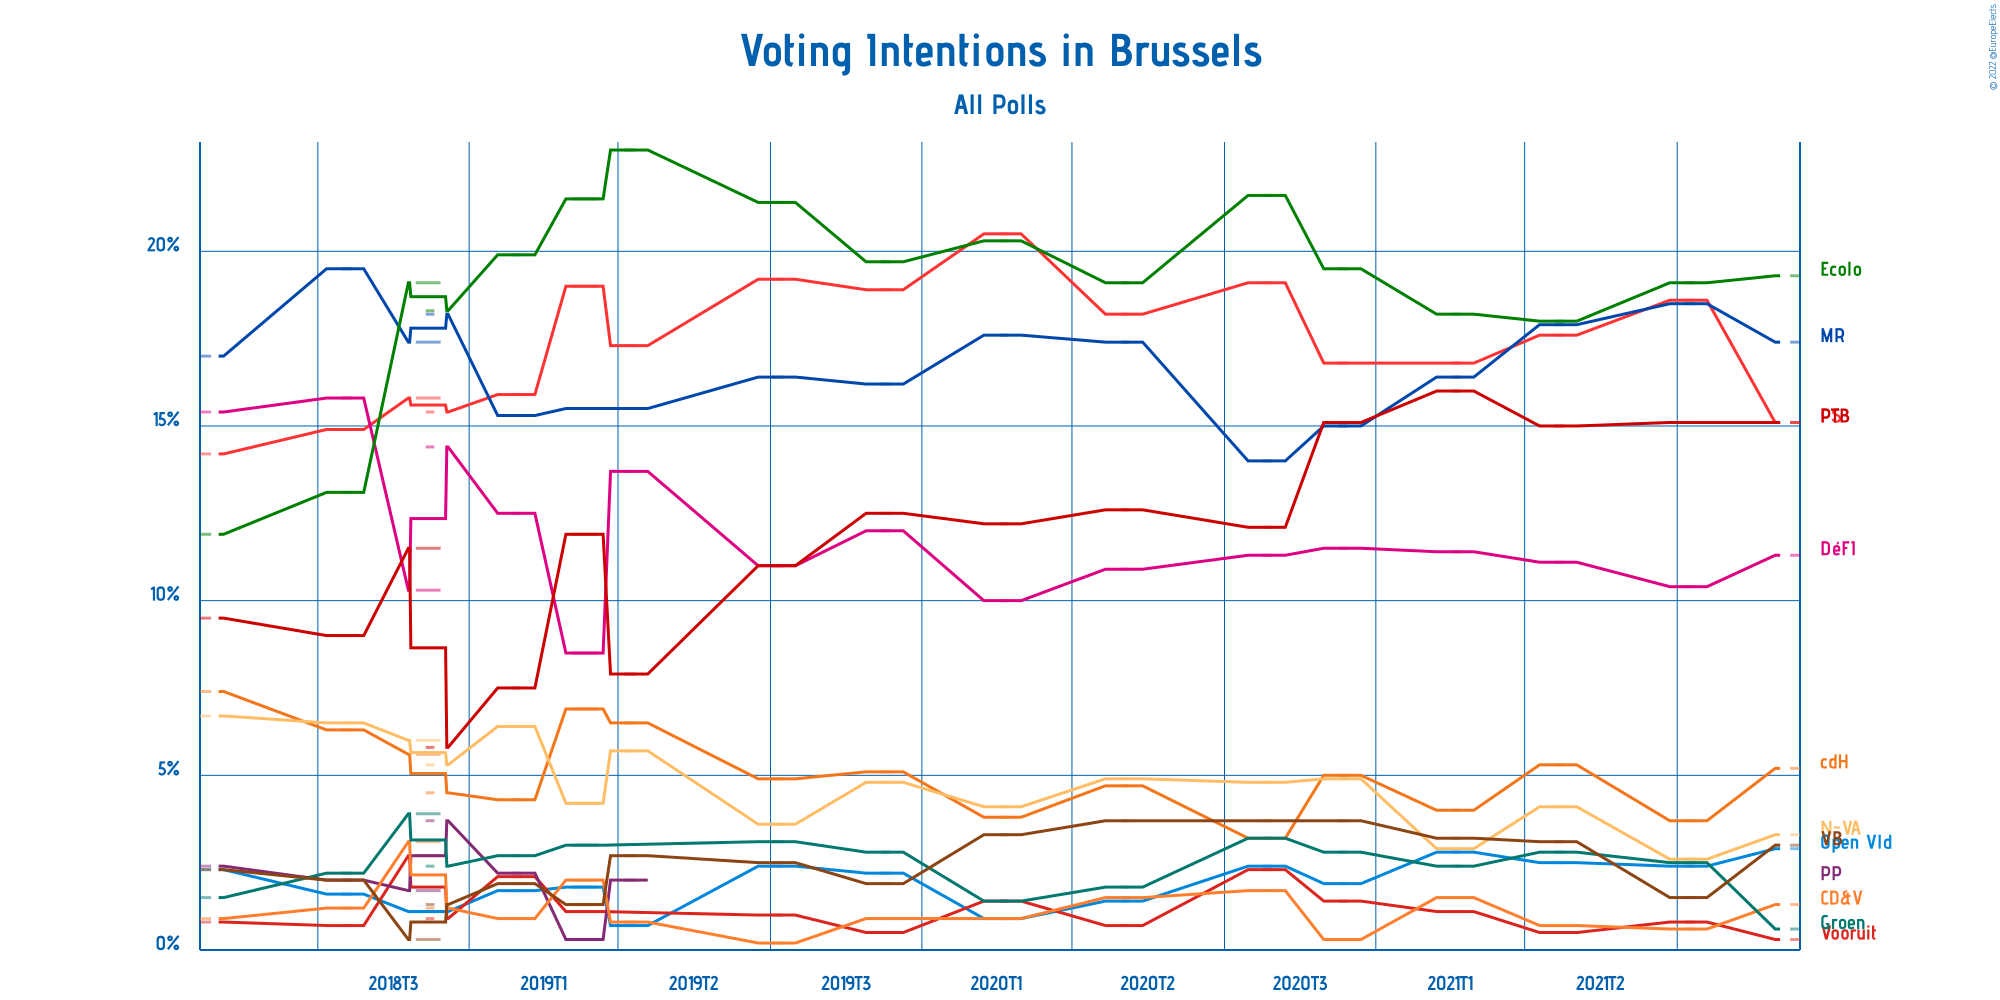 Voting Intentions in Brussels
All Polls
© 2022 @EuropeElects
20%
15%
10%
5%
0%
Ecolo
MR
PTB
DéFI
cdH
N-VA
VB
Open Vld
PP
CD&V
Groen
Vooruit
2018T3
2019T1
2019T2
2019T3
2020T1
2020T2
2020T3
2021T1
2021T2